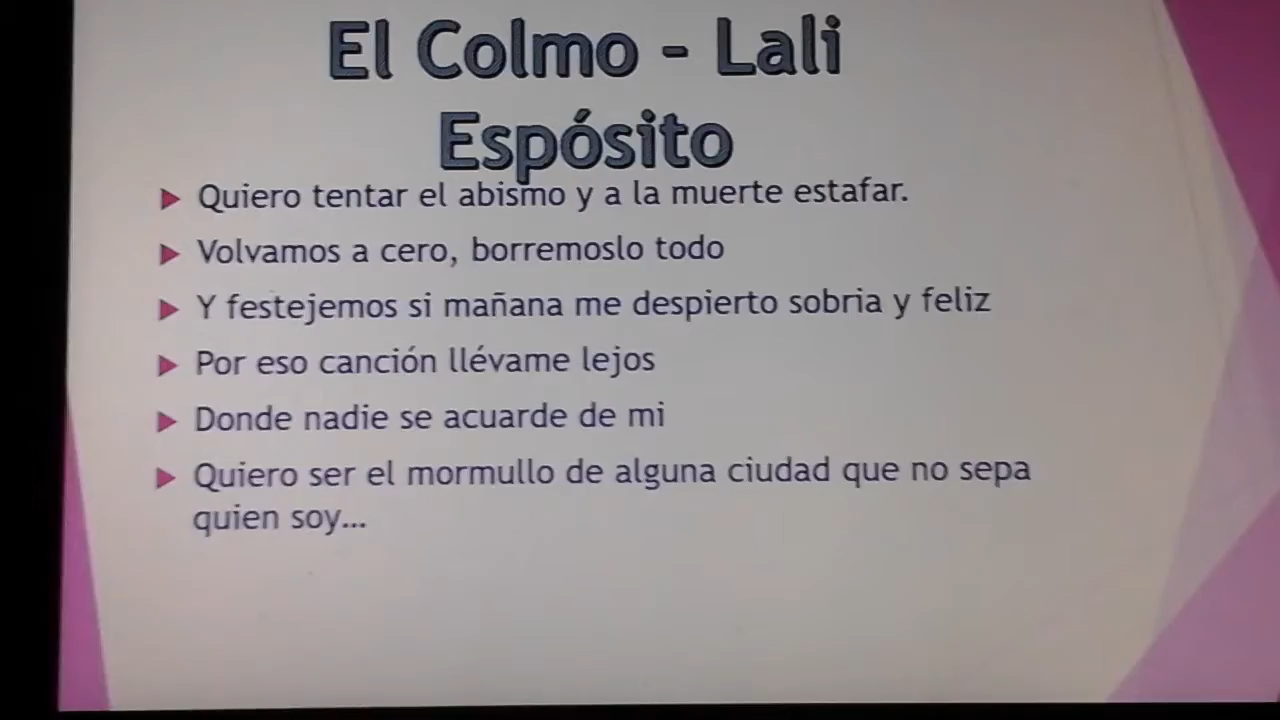 El Colmo - Lali
Espósito
Quiero tentar el abismo y a la muerte estafar.
Volvamos a cero, borremoslo todo
Y festejemos si mañana me despierto sobria y feliz
Por eso canción llévame lejos
Donde nadie se acuarde de mi
Quiero ser el mormullo de alguna ciudad que no sepa
quien soy...